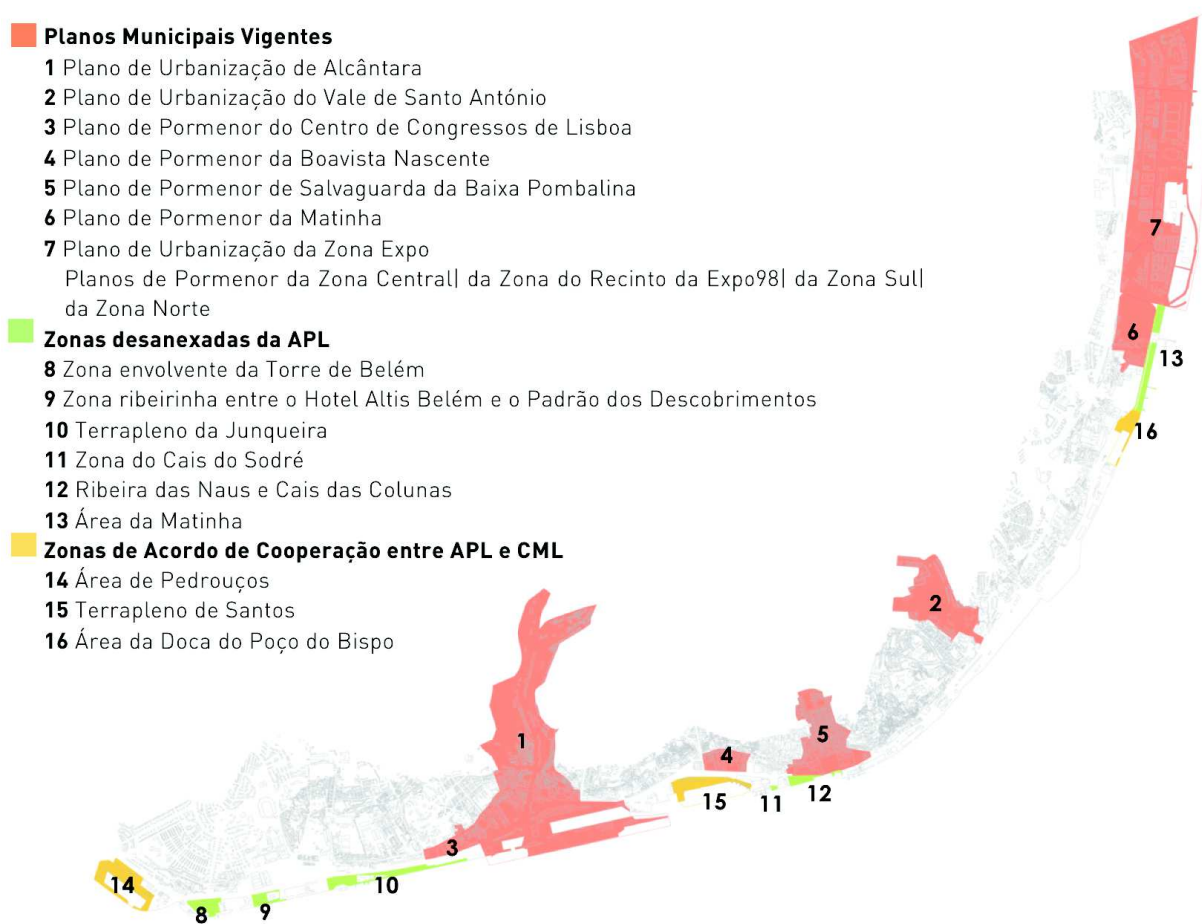 Planos Municipais Vigentes
1 Plano de Urbanização de Alcântara
2 Plano de Urbanização do Vale de Santo António
3 Plano de Pormenor do Centro de Congressos de Lisboa
4 Plano de Pormenor da Boavista Nascente
5 Plano de Pormenor de Salvaguarda da Baixa Pombalina
6 Plano de Pormenor da Matinha
7 Plano de Urbanização da Zona Expo
Planos de Pormenor da Zona Central| da Zona do Recinto da Expo98| da Zona Sul|
da Zona Norte
Zonas desanexadas da APL
8 Zona envolvente da Torre de Belém
9 Zona ribeirinha entre o Hotel Altis Belém e o Padrão dos Descobrimentos
10 Terrapleno da Junqueira
11 Zona do Cais do Sodré
12 Ribeira das Naus e Cais das Colunas
13 Área da Matinha
Zonas de Acordo de Cooperação entre APL e CML
14 Área de Pedrouços
15 Terrapleno de Santos
16 Área da Doca do Poço do Bispo
7
6
13
16
2
5
1
4
12
15
11
3
14
10
8
9